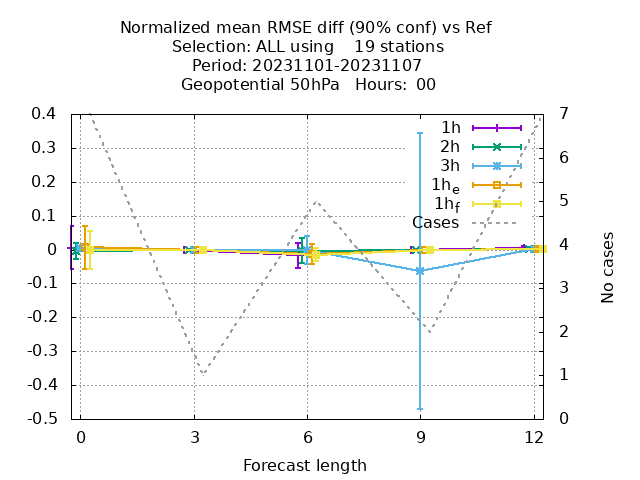 Normalized mean RMSE diff (90% conf) vs Ref
Selection: ALL using    19 stations
Period: 20231101-20231107
Geopotential 50hPa   Hours:  00
0.4
0.3
0.2
0.1
0
-0.1
-0.2
-0.3
-0.4
-0.5
7
6
5
4
3
2
1
0
1h
2h
3h
1he
1hf
Cases
No cases
0 3 6 9 12
Forecast length